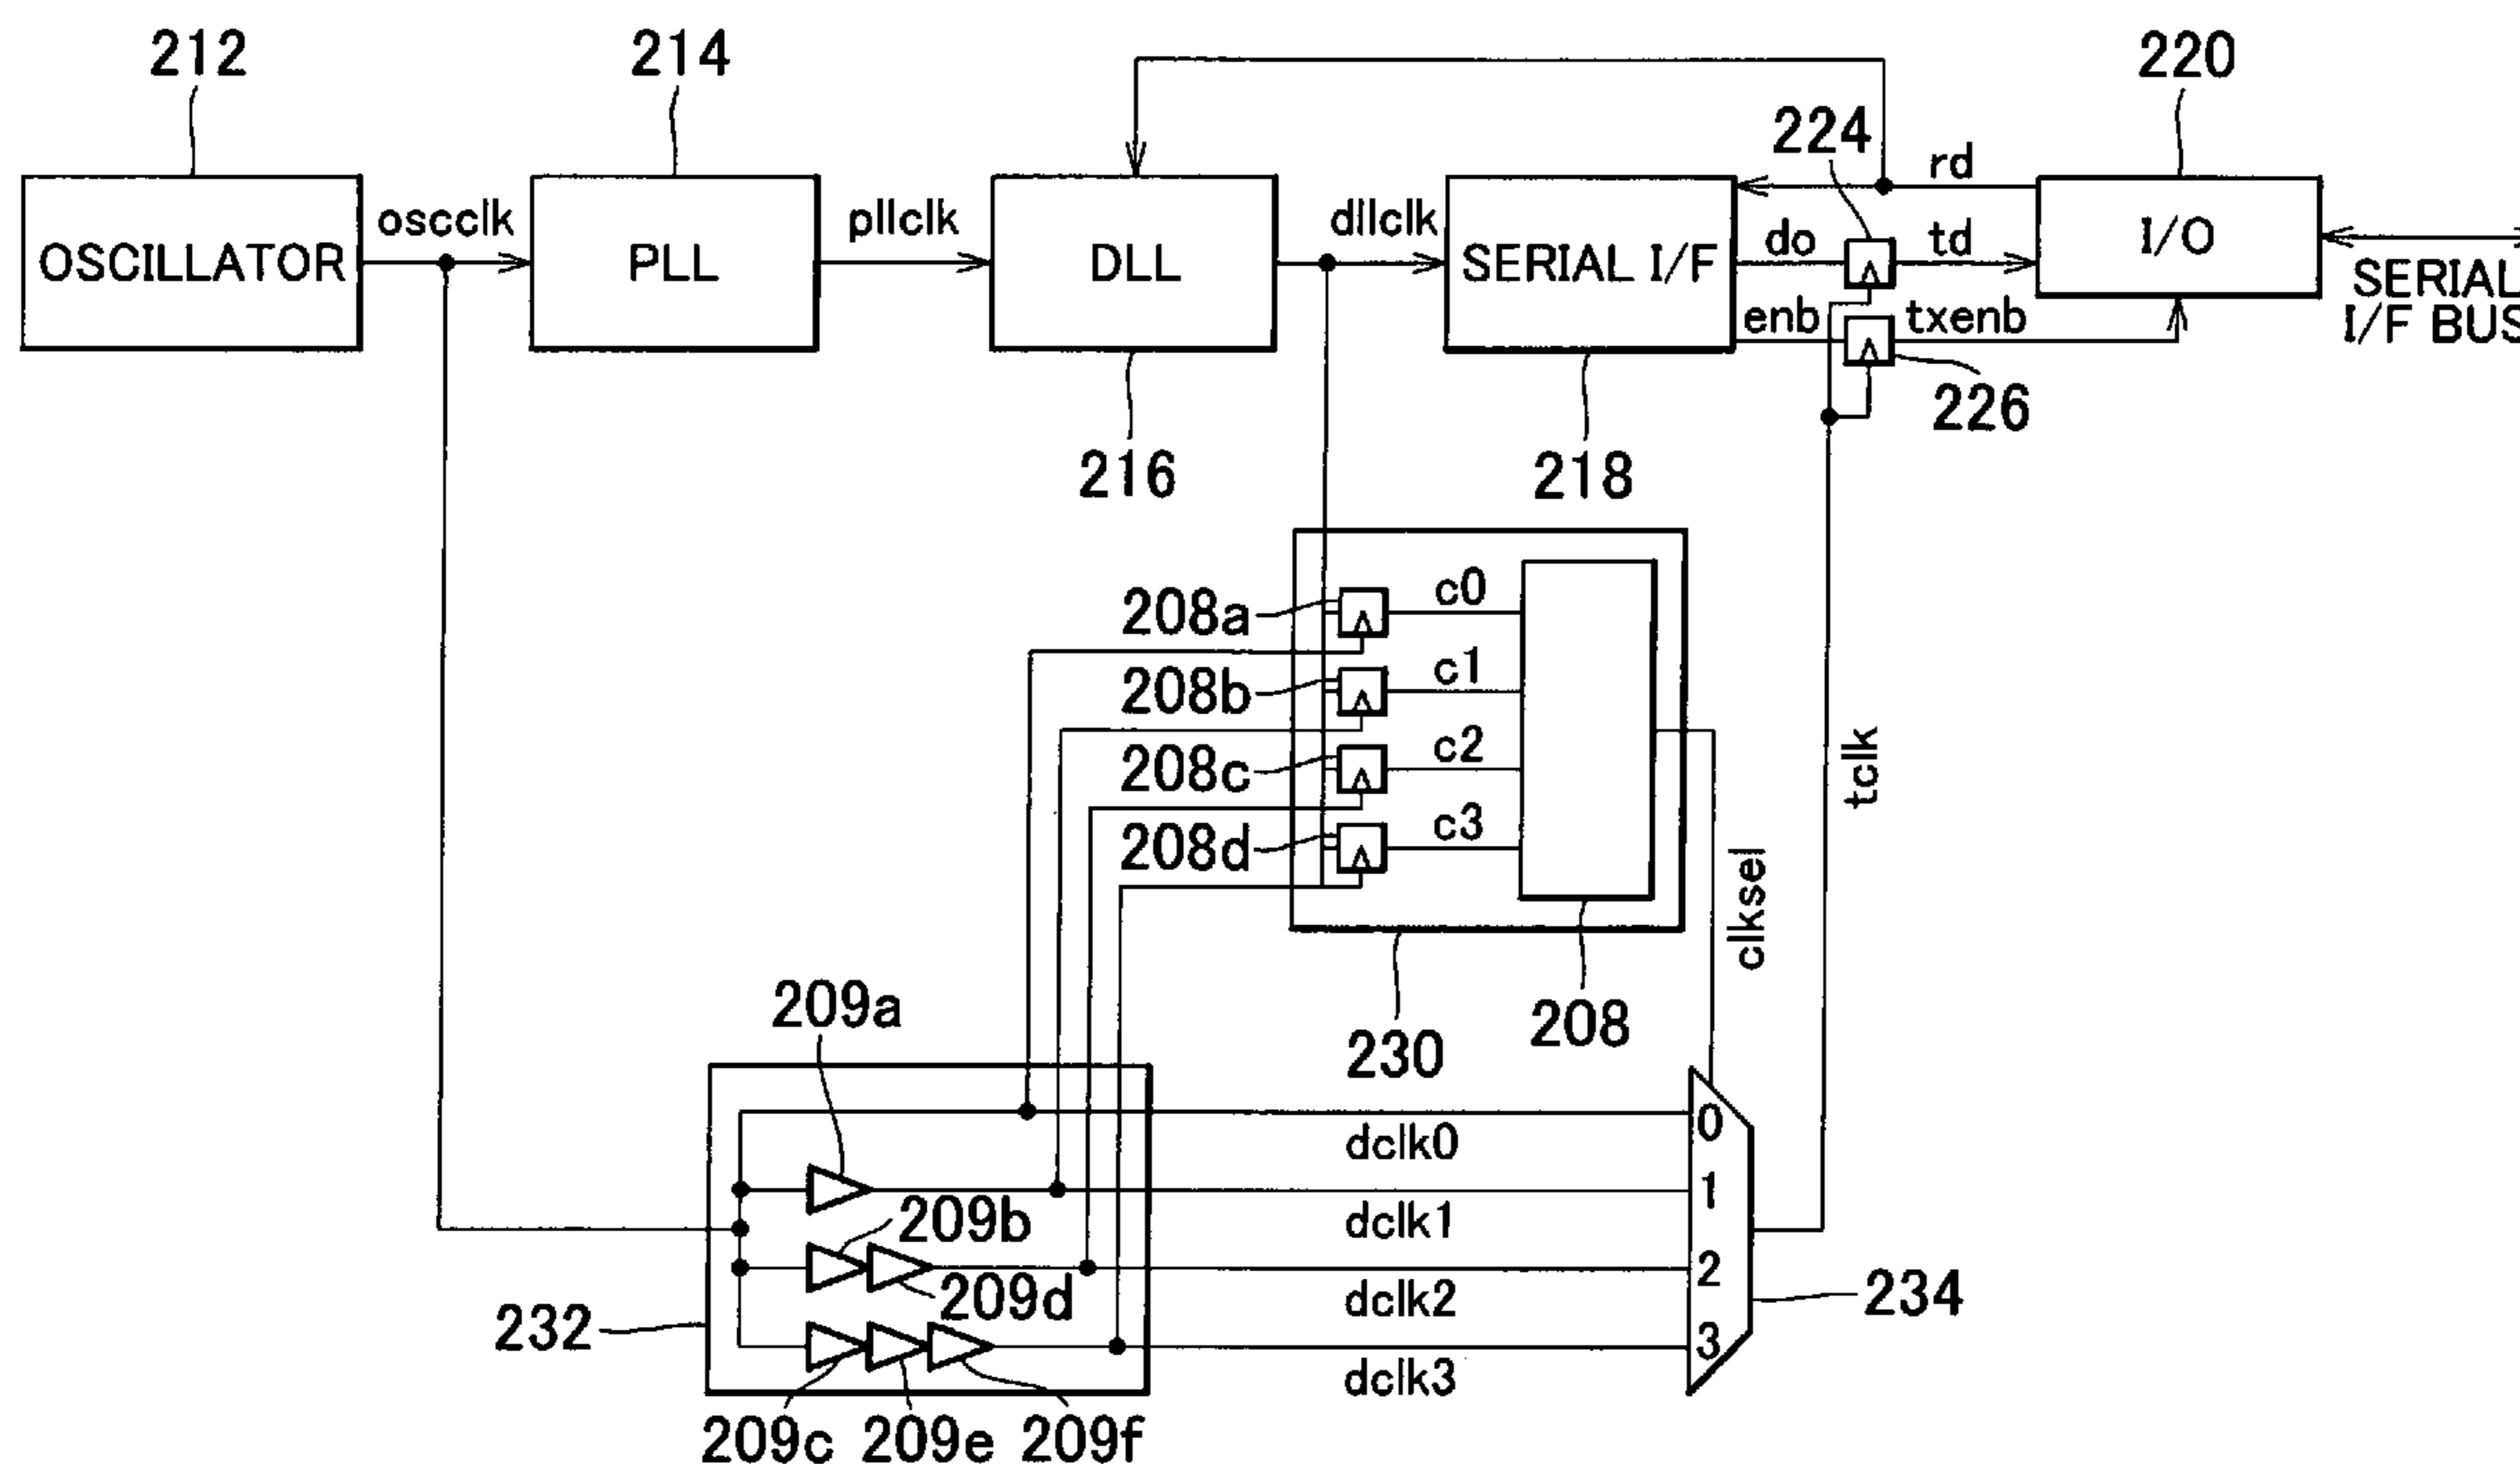 212
214
220
224
rd
oscclk
pllclk
dllclk
do
td
OSCILLATOR
PLL
DLL
SERIAL I/F
I/O
SERIAL
I/F BUS
enb
txenb
226
216
218
208a
c0
208b
c1
208c
c2
208d
c3
tclk
clksel
209a
230
208
0
dclk0
1
209b
dclk1
2
209d
dclk2
234
232
3
dclk3
209c
209e
209f